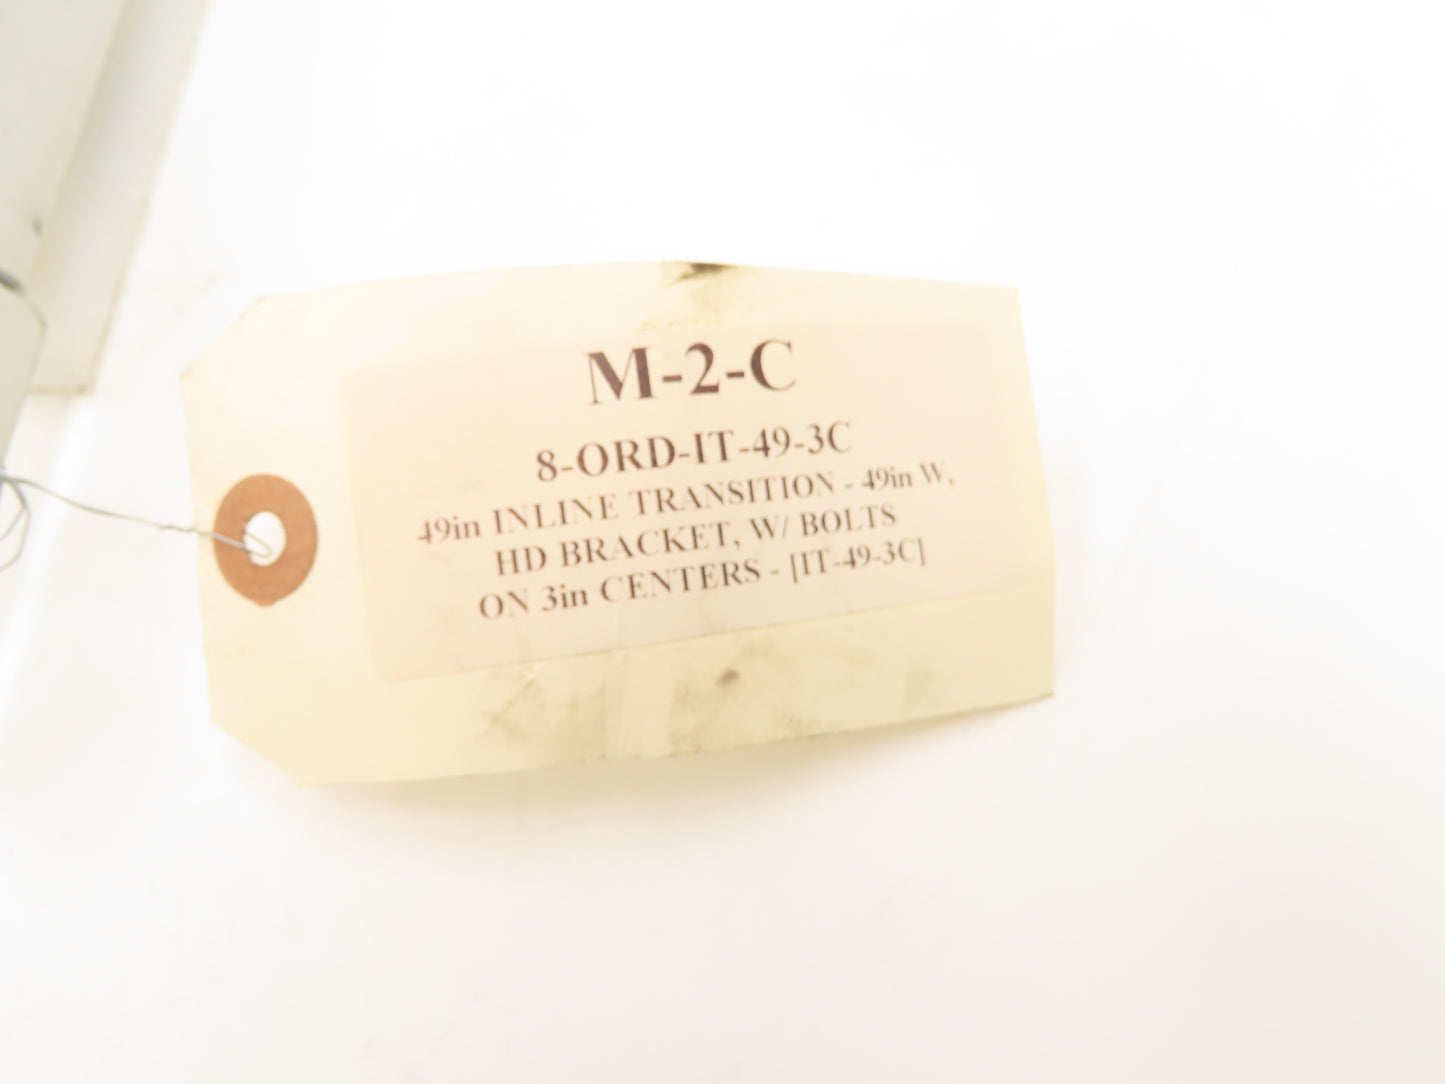 M-2-C
8-ORD-IT-49-3C
49in INLINE TRANSITION - 49in W,
HD BRACKET, W/ BOLTS
ON 3in CENTERS - [IT-49-3C]